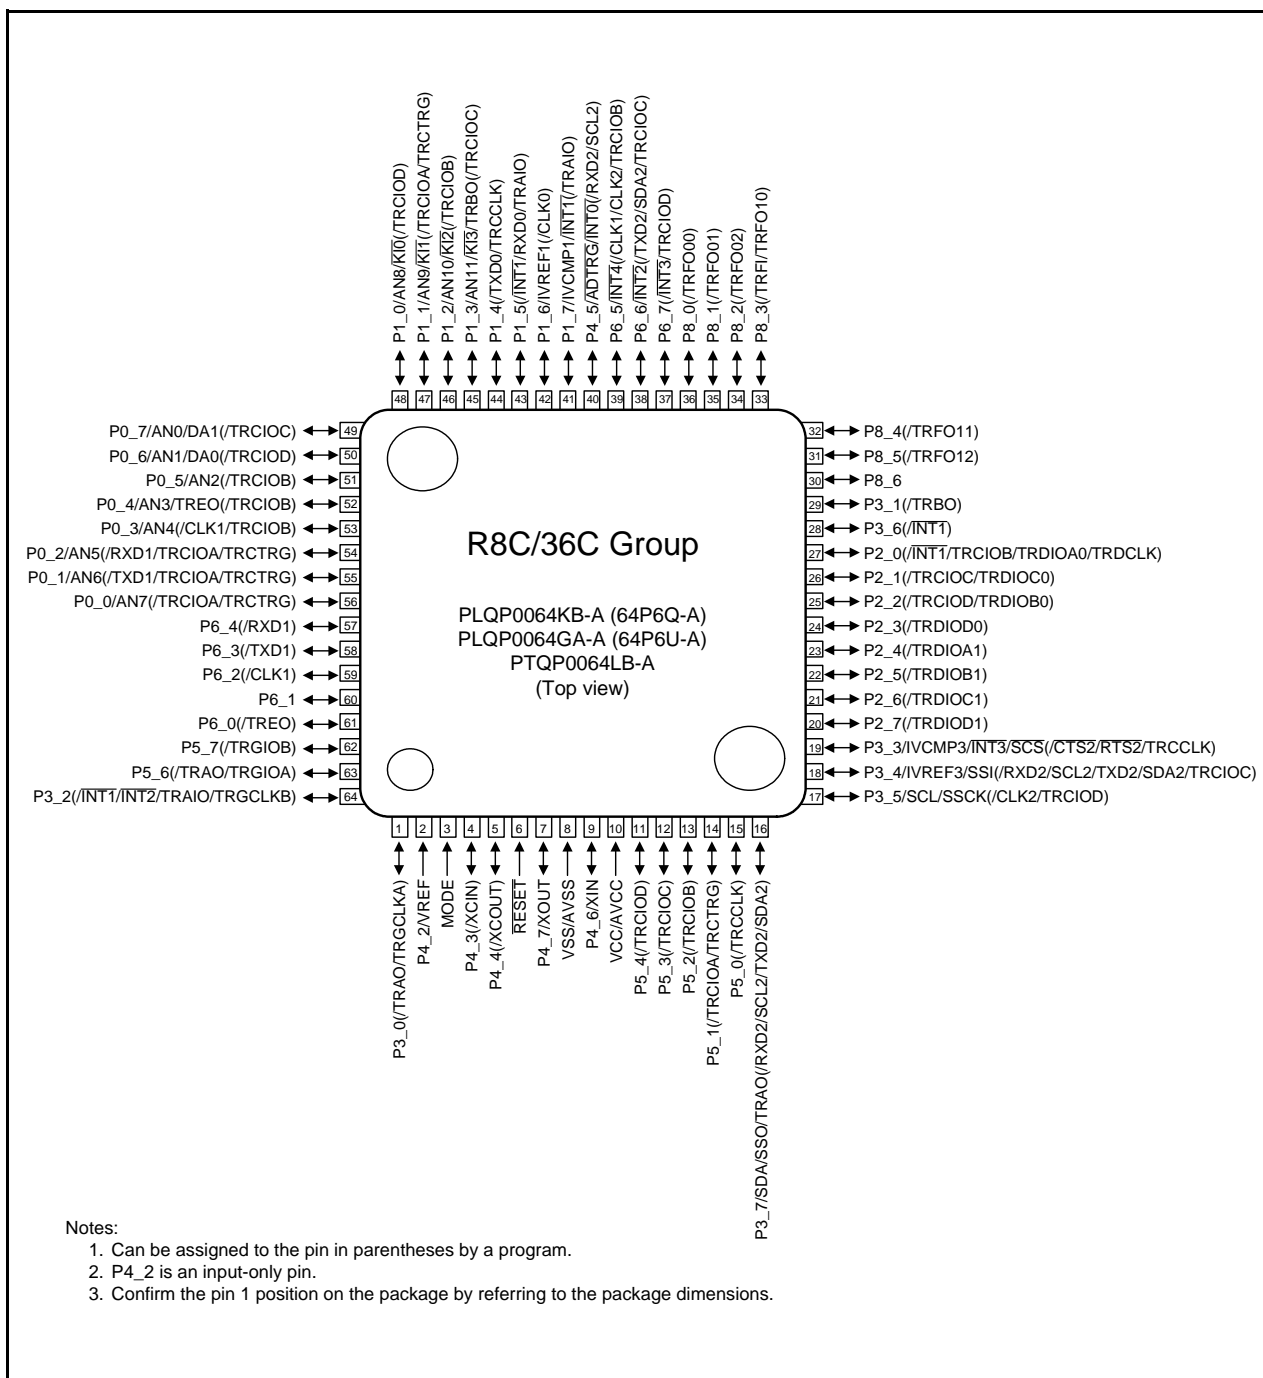 P1_0/AN8/KI0(/TRCIOD)
P1_1/AN9/KI1(/TRCIOA/TRCTRG)
P1_2/AN10/KI2(/TRCIOB)
P1_3/AN11/KI3/TRBO(/TRCIOC)
P1_4(/TXD0/TRCCLK)
P1_5(/INT1/RXD0/TRAIO)
P1_6/IVREF1(/CLK0)
P1_7/IVCMP1/INT1(/TRAIO)
P4_5/ADTRG/INT0(/RXD2/SCL2)
P6_5/INT4(/CLK1/CLK2/TRCIOB)
P6_6/INT2(/TXD2/SDA2/TRCIOC)
P6_7(/INT3/TRCIOD)
P8_0(/TRFO00)
P8_1(/TRFO01)
P8_2(/TRFO02)
P8_3(/TRFI/TRFO10)
48 47 46 45 44 43 42 41 40 39 38 37 36 35 34 33
P0_7/AN0/DA1(/TRCIOC) 49
P0_6/AN1/DA0(/TRCIOD) 50
P0_5/AN2(/TRCIOB) 51
P0_4/AN3/TREO(/TRCIOB) 52
P0_3/AN4(/CLK1/TRCIOB) 53
P0_2/AN5(/RXD1/TRCIOA/TRCTRG) 54
P0_1/AN6(/TXD1/TRCIOA/TRCTRG) 55
P0_0/AN7(/TRCIOA/TRCTRG) 56
P6_4(/RXD1) 57
P6_3(/TXD1) 58
P6_2(/CLK1) 59
P6_1 60
P6_0(/TREO) 61
P5_7(/TRGIOB) 62
P5_6(/TRAO/TRGIOA) 63
P3_2(/INT1/INT2/TRAIO/TRGCLKB) 64
R8C/36C Group
PLQP0064KB-A (64P6Q-A)
PLQP0064GA-A (64P6U-A)
PTQP0064LB-A
(Top view)
32 P8_4(/TRFO11)
31 P8_5(/TRFO12)
30 P8_6
29 P3_1(/TRBO)
28 P3_6(/INT1)
27 P2_0(/INT1/TRCIOB/TRDIOA0/TRDCLK)
26 P2_1(/TRCIOC/TRDIOC0)
25 P2_2(/TRCIOD/TRDIOB0)
24 P2_3(/TRDIOD0)
23 P2_4(/TRDIOA1)
22 P2_5(/TRDIOB1)
21 P2_6(/TRDIOC1)
20 P2_7(/TRDIOD1)
19 P3_3/IVCMP3/INT3/SCS(/CTS2/RTS2/TRCCLK)
18 P3_4/IVREF3/SSI(/RXD2/SCL2/TXD2/SDA2/TRCIOC)
17 P3_5/SCL/SSCK(/CLK2/TRCIOD)
1 2 3 4 5 6 7 8 9 10 11 12 13 14 15 16
P3_0(/TRAO/TRGCLKA)
P4_2/VREF
MODE
P4_3(/XCIN)
P4_4(/XCOUT)
RESET
P4_7/XOUT
VSS/AVSS
P4_6/XIN
VCC/AVCC
P5_4(/TRCIOD)
P5_3(/TRCIOC)
P5_2(/TRCIOB)
P5_1(/TRCIOA/TRCTRG)
P5_0(/TRCCLK)
P3_7/SDA/SSO/TRAO(/RXD2/SCL2/TXD2/SDA2)
Notes:
1. Can be assigned to the pin in parentheses by a program.
2. P4_2 is an input-only pin.
3. Confirm the pin 1 position on the package by referring to the package dimensions.